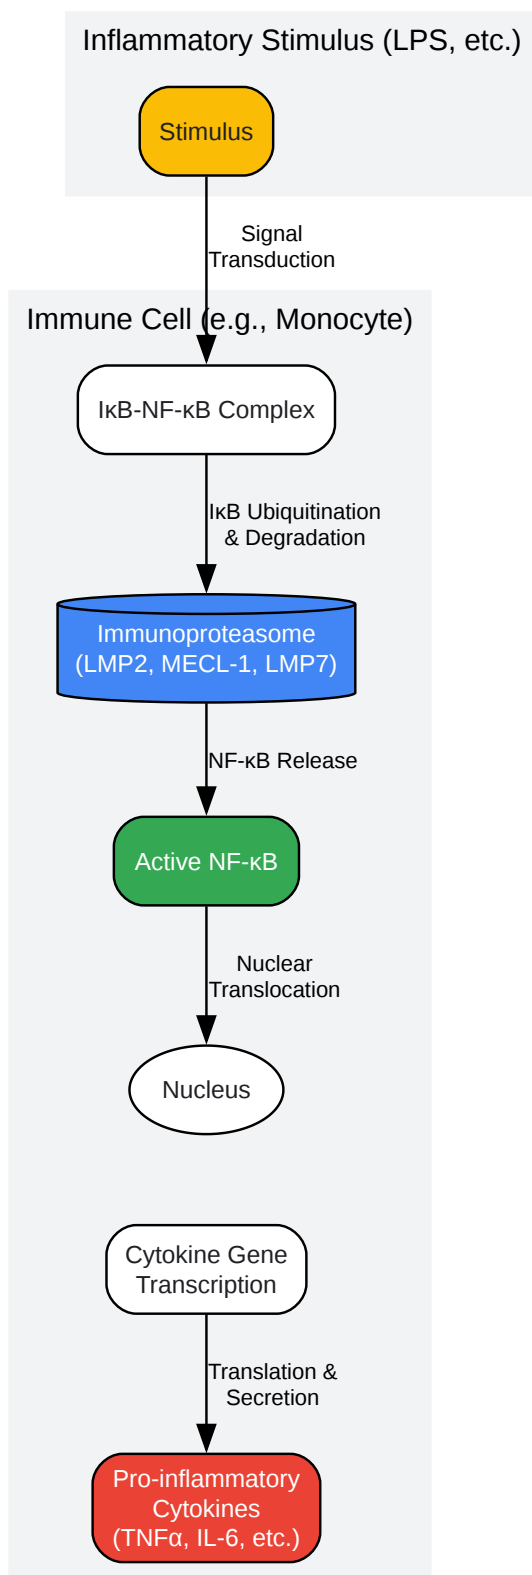 Inflammatory Stimulus (LPS, etc.)
Stimulus
Signal
Transduction
Immune Cell (e.g., Monocyte)
IκB-NF-κB Complex
IκB Ubiquitination
& Degradation
Immunoproteasome
(LMP2, MECL-1, LMP7)
NF-κB Release
Active NF-κB
Nuclear
Translocation
Nucleus
Cytokine Gene
Transcription
Translation &
Secretion
Pro-inflammatory
Cytokines
(TNFα, IL-6, etc.)